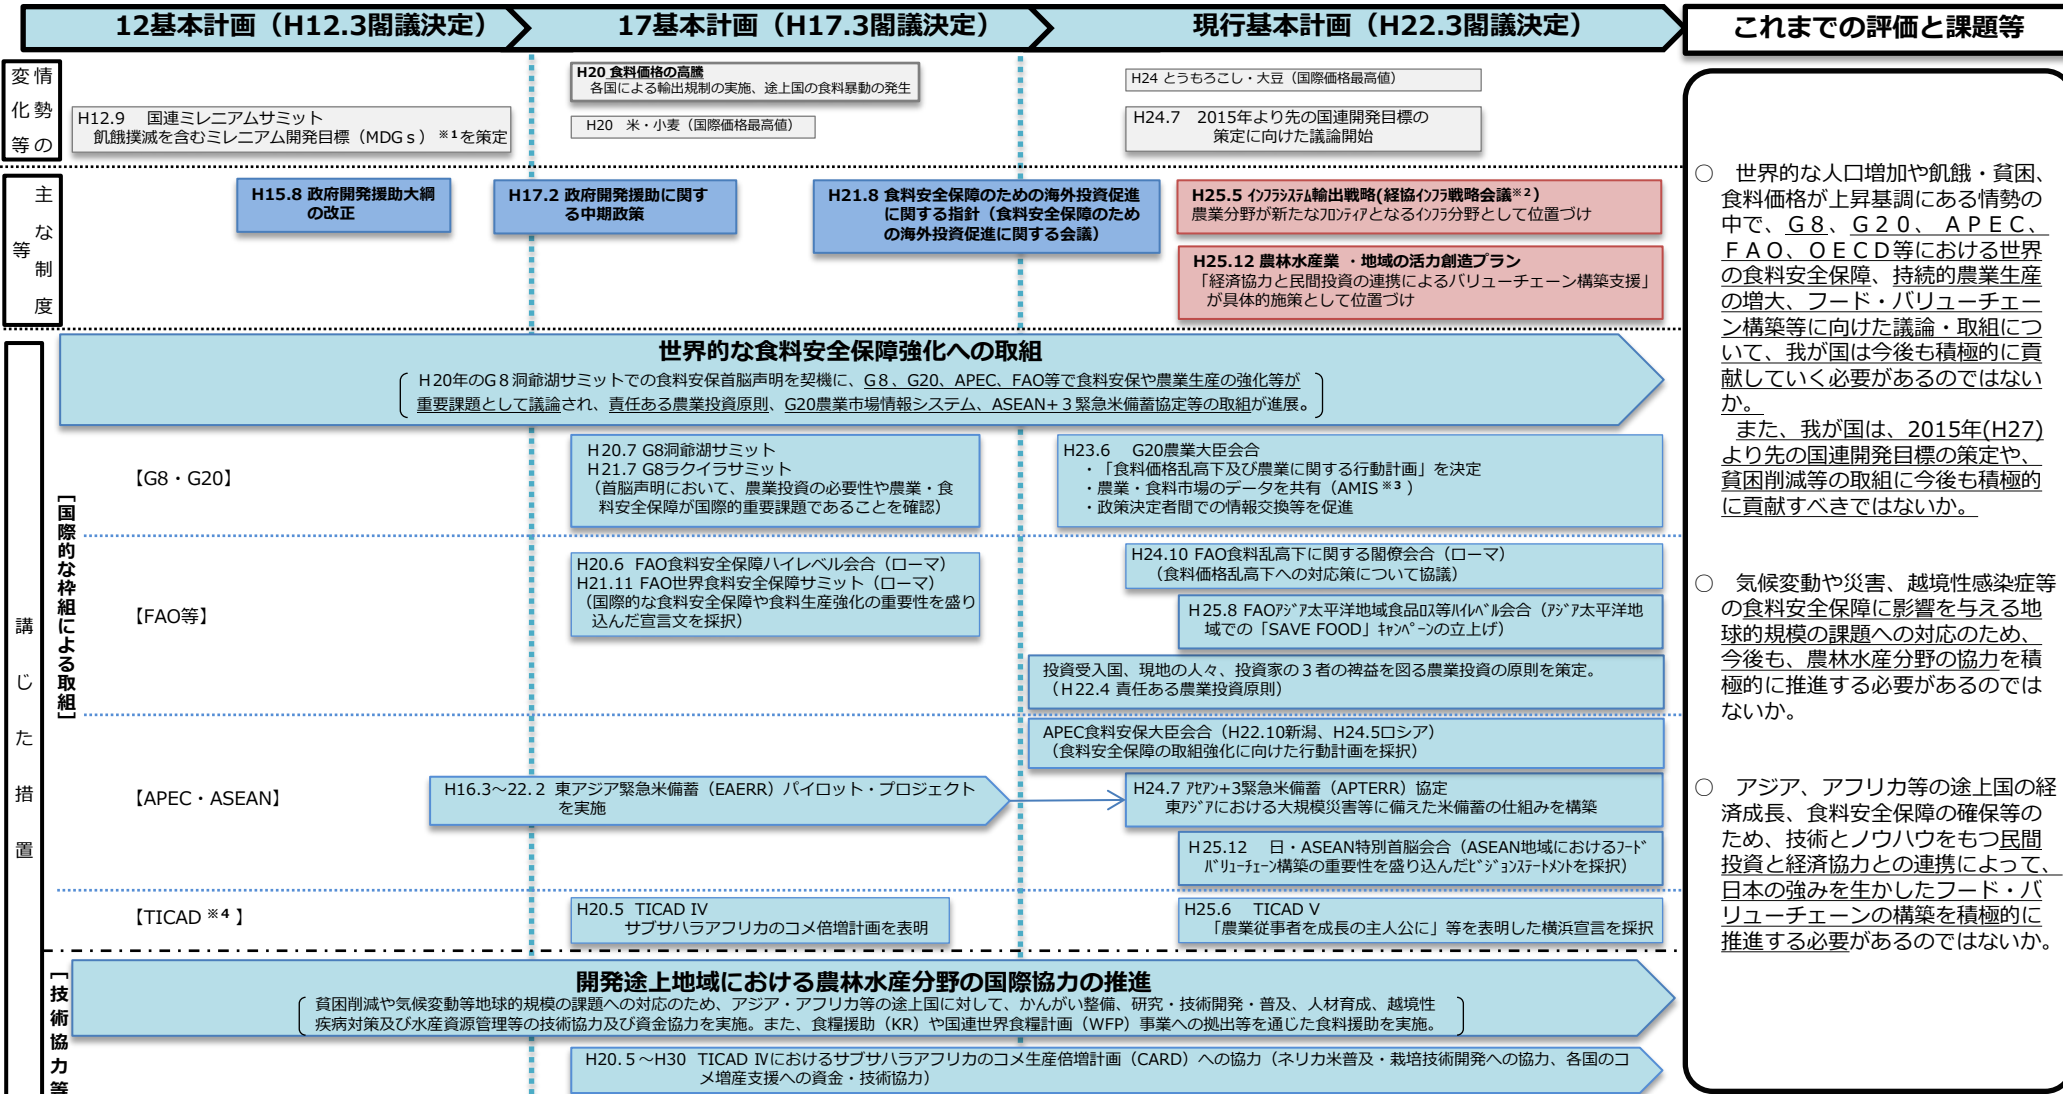 12基本計画（H12.3閣議決定）
17基本計画（H17.3閣議決定）
現行基本計画（H22.3閣議決定）
これまでの評価と課題等
情勢等の変化
H12.9　国連ミレニアムサミット
飢餓撲滅を含むミレニアム開発目標（MDGｓ）※1を策定
H20 食料価格の高騰
各国による輸出規制の実施、途上国の食料暴動の発生
H20　米・小麦（国際価格最高値）
H24 とうもろこし・大豆（国際価格最高値）
H24.7　2015年より先の国連開発目標の
策定に向けた議論開始
主な制度等
H15.8 政府開発援助大綱
の改正
H17.2 政府開発援助に関す
る中期政策
H21.8 食料安全保障のための海外投資促進
に関する指針（食料安全保障のため
の海外投資促進に関する会議）
H25.5 ｲﾝﾌﾗｼｽﾃﾑ輸出戦略(経協ｲﾝﾌﾗ戦略会議※2）
農業分野が新たなﾌﾛﾝﾃｨｱとなるｲﾝﾌﾗ分野として位置づけ
H25.12 農林水産業 ・地域の活力創造プラン
「経済協力と民間投資の連携によるバリューチェーン構築支援」
が具体的施策として位置づけ
講じた措置
世界的な食料安全保障強化への取組
Ｈ20年のG８洞爺湖サミットでの食料安保首脳声明を契機に、G８、G20、APEC、FAO等で食料安保や農業生産の強化等が
重要課題として議論され、責任ある農業投資原則、G20農業市場情報システム、ASEAN+３緊急米備蓄協定等の取組が進展。
[国際的な枠組による取組]
【G8・G20】
H20.7 G8洞爺湖サミット
H21.7 G8ラクイラサミット
（首脳声明において、農業投資の必要性や農業・食
料安全保障が国際的重要課題であることを確認）
H23.6　G20農業大臣会合
・「食料価格乱高下及び農業に関する行動計画」を決定
・農業・食料市場のデータを共有（AMIS※3）
・政策決定者間での情報交換等を促進
【FAO等】
H20.6 FAO食料安全保障ハイレベル会合（ローマ）
H21.11 FAO世界食料安全保障サミット（ローマ）
（国際的な食料安全保障や食料生産強化の重要性を盛り
込んだ宣言文を採択）
H24.10 FAO食料乱高下に関する閣僚会合（ローマ）
（食料価格乱高下への対応策について協議）
H25.8 FAOｱｼﾞｱ太平洋地域食品ﾛｽ等ﾊｲﾚﾍﾞﾙ会合（ｱｼﾞｱ太平洋地
域での「SAVE FOOD」ｷｬﾝﾍﾟｰﾝの立上げ）
投資受入国、現地の人々、投資家の３者の裨益を図る農業投資の原則を策定。
（Ｈ22.4 責任ある農業投資原則）
【APEC・ASEAN】
APEC食料安保大臣会合（H22.10新潟、H24.5ロシア）
（食料安全保障の取組強化に向けた行動計画を採択）
H16.3～22.2 東アジア緊急米備蓄（EAERR）パイロット・プロジェクト
を実施
H24.7 ｱｾｱﾝ+3緊急米備蓄（APTERR）協定
東ｱｼﾞｱにおける大規模災害等に備えた米備蓄の仕組みを構築
H25.12　日・ASEAN特別首脳会合（ASEAN地域におけるﾌｰﾄﾞ
ﾊﾞﾘｭｰﾁｪｰﾝ構築の重要性を盛り込んだﾋﾞｼﾞｮﾝｽﾃｰﾄﾒﾝﾄを採択）
【TICAD※4】
H20.5 TICAD Ⅳ
サブサハラアフリカのコメ倍増計画を表明
H25.6　TICAD Ⅴ
「農業従事者を成長の主人公に」等を表明した横浜宣言を採択
[技術協力等
開発途上地域における農林水産分野の国際協力の推進
貧困削減や気候変動等地球的規模の課題への対応のため、アジア・アフリカ等の途上国に対して、かんがい整備、研究・技術開発・普及、人材育成、越境性
疾病対策及び水産資源管理等の技術協力及び資金協力を実施。また、食糧援助（KR）や国連世界食糧計画（WFP）事業への拠出等を通じた食料援助を実施。
H20.5～H30 TICAD Ⅳにおけるサブサハラアフリカのコメ生産倍増計画（CARD）への協力（ネリカ米普及・栽培技術開発への協力、各国のコ
メ増産支援への資金・技術協力）
○　世界的な人口増加や飢餓・貧困、
食料価格が上昇基調にある情勢の
中で、Ｇ８、Ｇ２０、ＡＰＥＣ、
ＦＡＯ、ＯＥＣＤ等における世界
の食料安全保障、持続的農業生産
の増大、フード・バリューチェー
ン構築等に向けた議論・取組につ
いて、我が国は今後も積極的に貢
献していく必要があるのではない
か。
また、我が国は、2015年(H27)
より先の国連開発目標の策定や、
貧困削減等の取組に今後も積極的
に貢献すべきではないか。
○　気候変動や災害、越境性感染症等
の食料安全保障に影響を与える地
球的規模の課題への対応のため、
今後も、農林水産分野の協力を積
極的に推進する必要があるのでは
ないか。
○　アジア、アフリカ等の途上国の経
済成長、食料安全保障の確保等の
ため、技術とノウハウをもつ民間
投資と経済協力との連携によって、
日本の強みを生かしたフード・バ
リューチェーンの構築を積極的に
推進する必要があるのではないか。